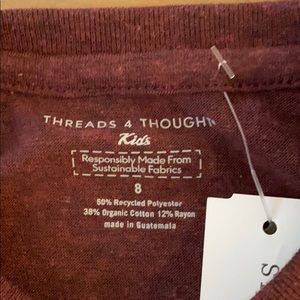 THREADS 4 THOUGHT
Kids
Responsibly Made From
Sustainable Fabrics
8
50% Recycled Polyester
38% Organic Cotton 12% Rayon
made in Guatemala